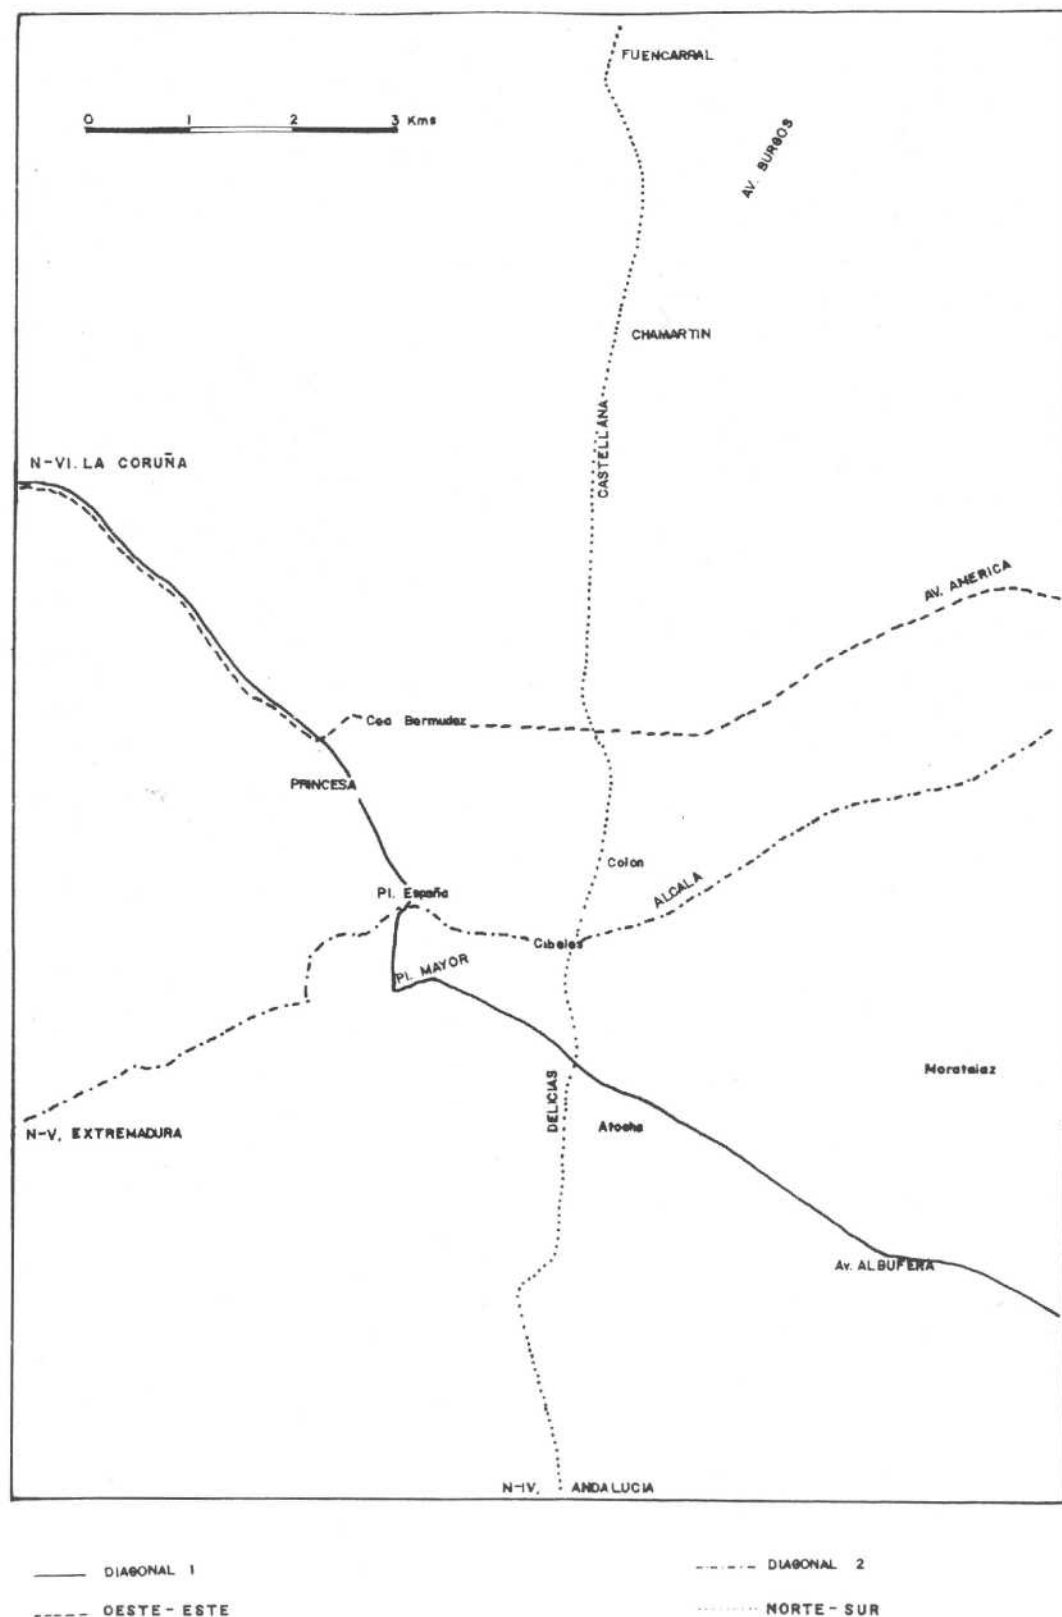 FUENCARRAL
0 1 2 3 Kms
AV. BURGOS
CHAMARTIN
CASTELLANA
N-VI. LA CORUÑA
AV. AMERICA
Cea Bermudez
PRINCESA
Colon
ALCALA
Pl. España
Cibeles
Pl. MAYOR
Moratalaz
DELICIAS
Atocha
N-V, EXTREMADURA
Av. ALBUFERA
N-IV, ANDALUCIA
DIAGONAL 1
DIAGONAL 2
OESTE-ESTE
NORTE-SUR